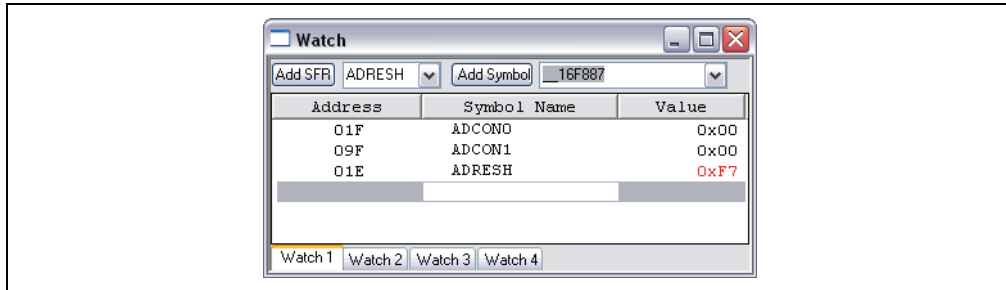 Watch
Add SFR ADRESH Add Symbol __16F887
Address Symbol Name Value
01F ADCON0 0x00
09F ADCON1 0x00
01E ADRESH 0xF7
Watch 1 Watch 2 Watch 3 Watch 4